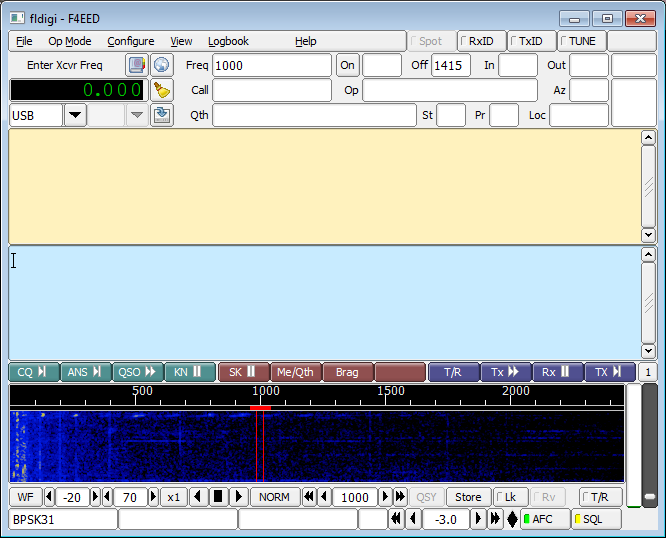 fldigi - F4EED
File Op Mode Configure View Logbook Help Spot RxID TxID TUNE
Enter Xcvr Freq Freq 1000 On Off 1415 In Out
0.000 Call Op Az
USB Qth St Pr Loc
CQ ANS QSO KN SK Me/Qth Brag T/R Tx Rx TX 1
500 1000 1500 2000
WF -20 70 x1 NORM 1000 QSY Store Lk Rv T/R
BPSK31 -3.0 AFC SQL